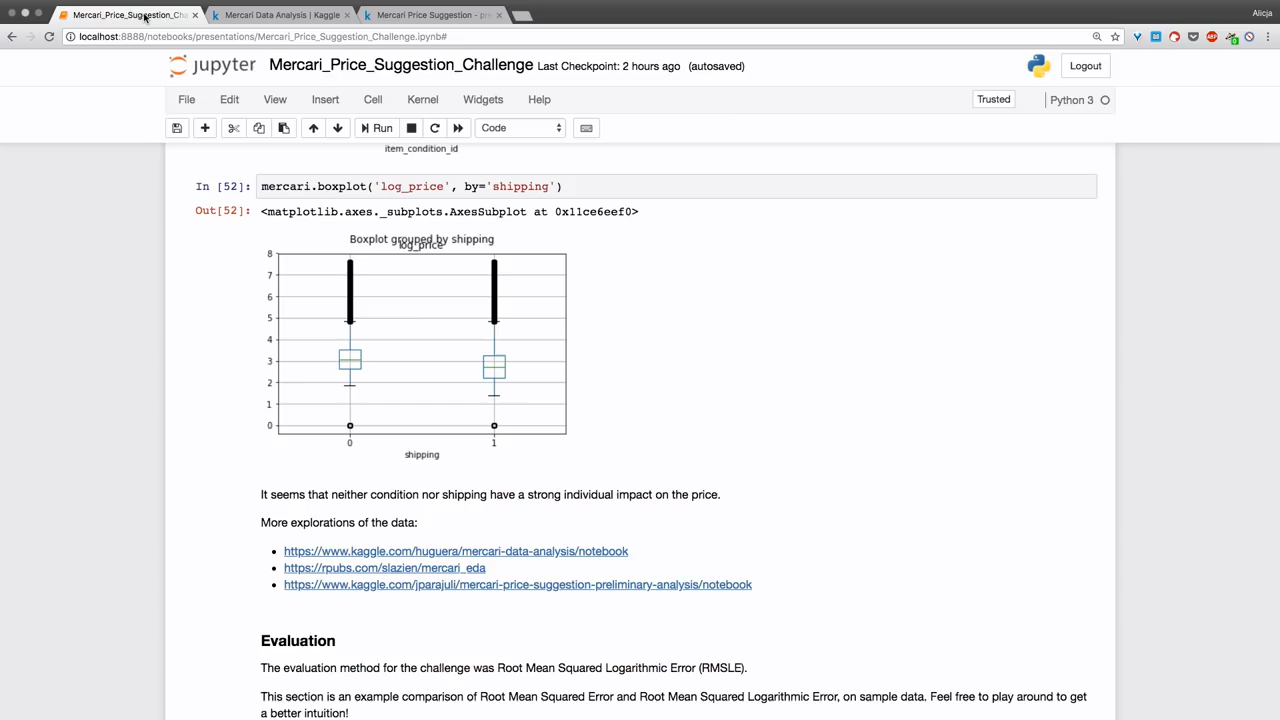 Mercari_Price_Suggestion_Cha
Mercari Data Analysis | Kaggle
Mercari Price Suggestion - pre
Alicja
localhost:8888/notebooks/presentations/Mercari_Price_Suggestion_Challenge.ipynb#
jupyter Mercari_Price_Suggestion_Challenge Last Checkpoint: 2 hours ago (autosaved) Logout
File Edit View Insert Cell Kernel Widgets Help Trusted Python 3
Run Code
item_condition_id
In [52]: mercari.boxplot('log_price', by='shipping')
Out[52]: <matplotlib.axes._subplots.AxesSubplot at 0x11ce6eef0>
Boxplot grouped by shipping
log_price
8
7
6
5
4
3
2
1
0
0 1
shipping
It seems that neither condition nor shipping have a strong individual impact on the price.
More explorations of the data:
https://www.kaggle.com/huguera/mercari-data-analysis/notebook
https://rpubs.com/slazien/mercari_eda
https://www.kaggle.com/jparajuli/mercari-price-suggestion-preliminary-analysis/notebook
Evaluation
The evaluation method for the challenge was Root Mean Squared Logarithmic Error (RMSLE).
This section is an example comparison of Root Mean Squared Error and Root Mean Squared Logarithmic Error, on sample data. Feel free to play around to get
a better intuition!